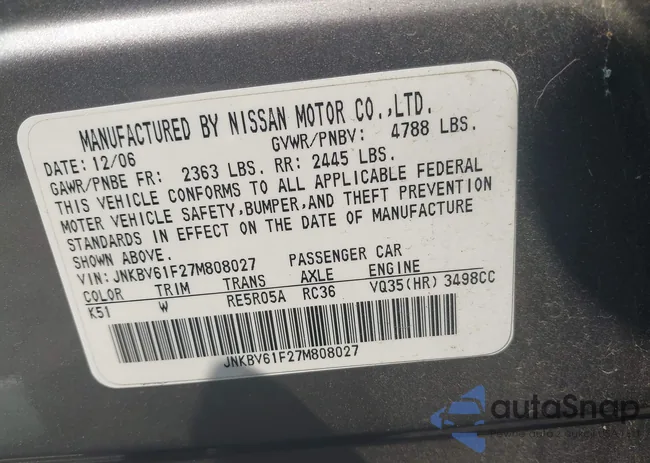 MANUFACTURED BY NISSAN MOTOR CO.,LTD.
DATE: 12/06 GVWR/PNBV: 4788 LBS.
GAWR/PNBE FR: 2363 LBS. RR: 2445 LBS.
THIS VEHICLE CONFORMS TO ALL APPLICABLE FEDERAL
MOTER VEHICLE SAFETY,BUMPER,AND THEFT PREVENTION
STANDARDS IN EFFECT ON THE DATE OF MANUFACTURE
SHOWN ABOVE.
VIN: JNKBV61F27M808027 PASSENGER CAR
COLOR TRIM TRANS AXLE ENGINE
K51 W RE5R05A RC36 VQ35(HR) 3498CC
JNKBV61F27M808027
autaSnap